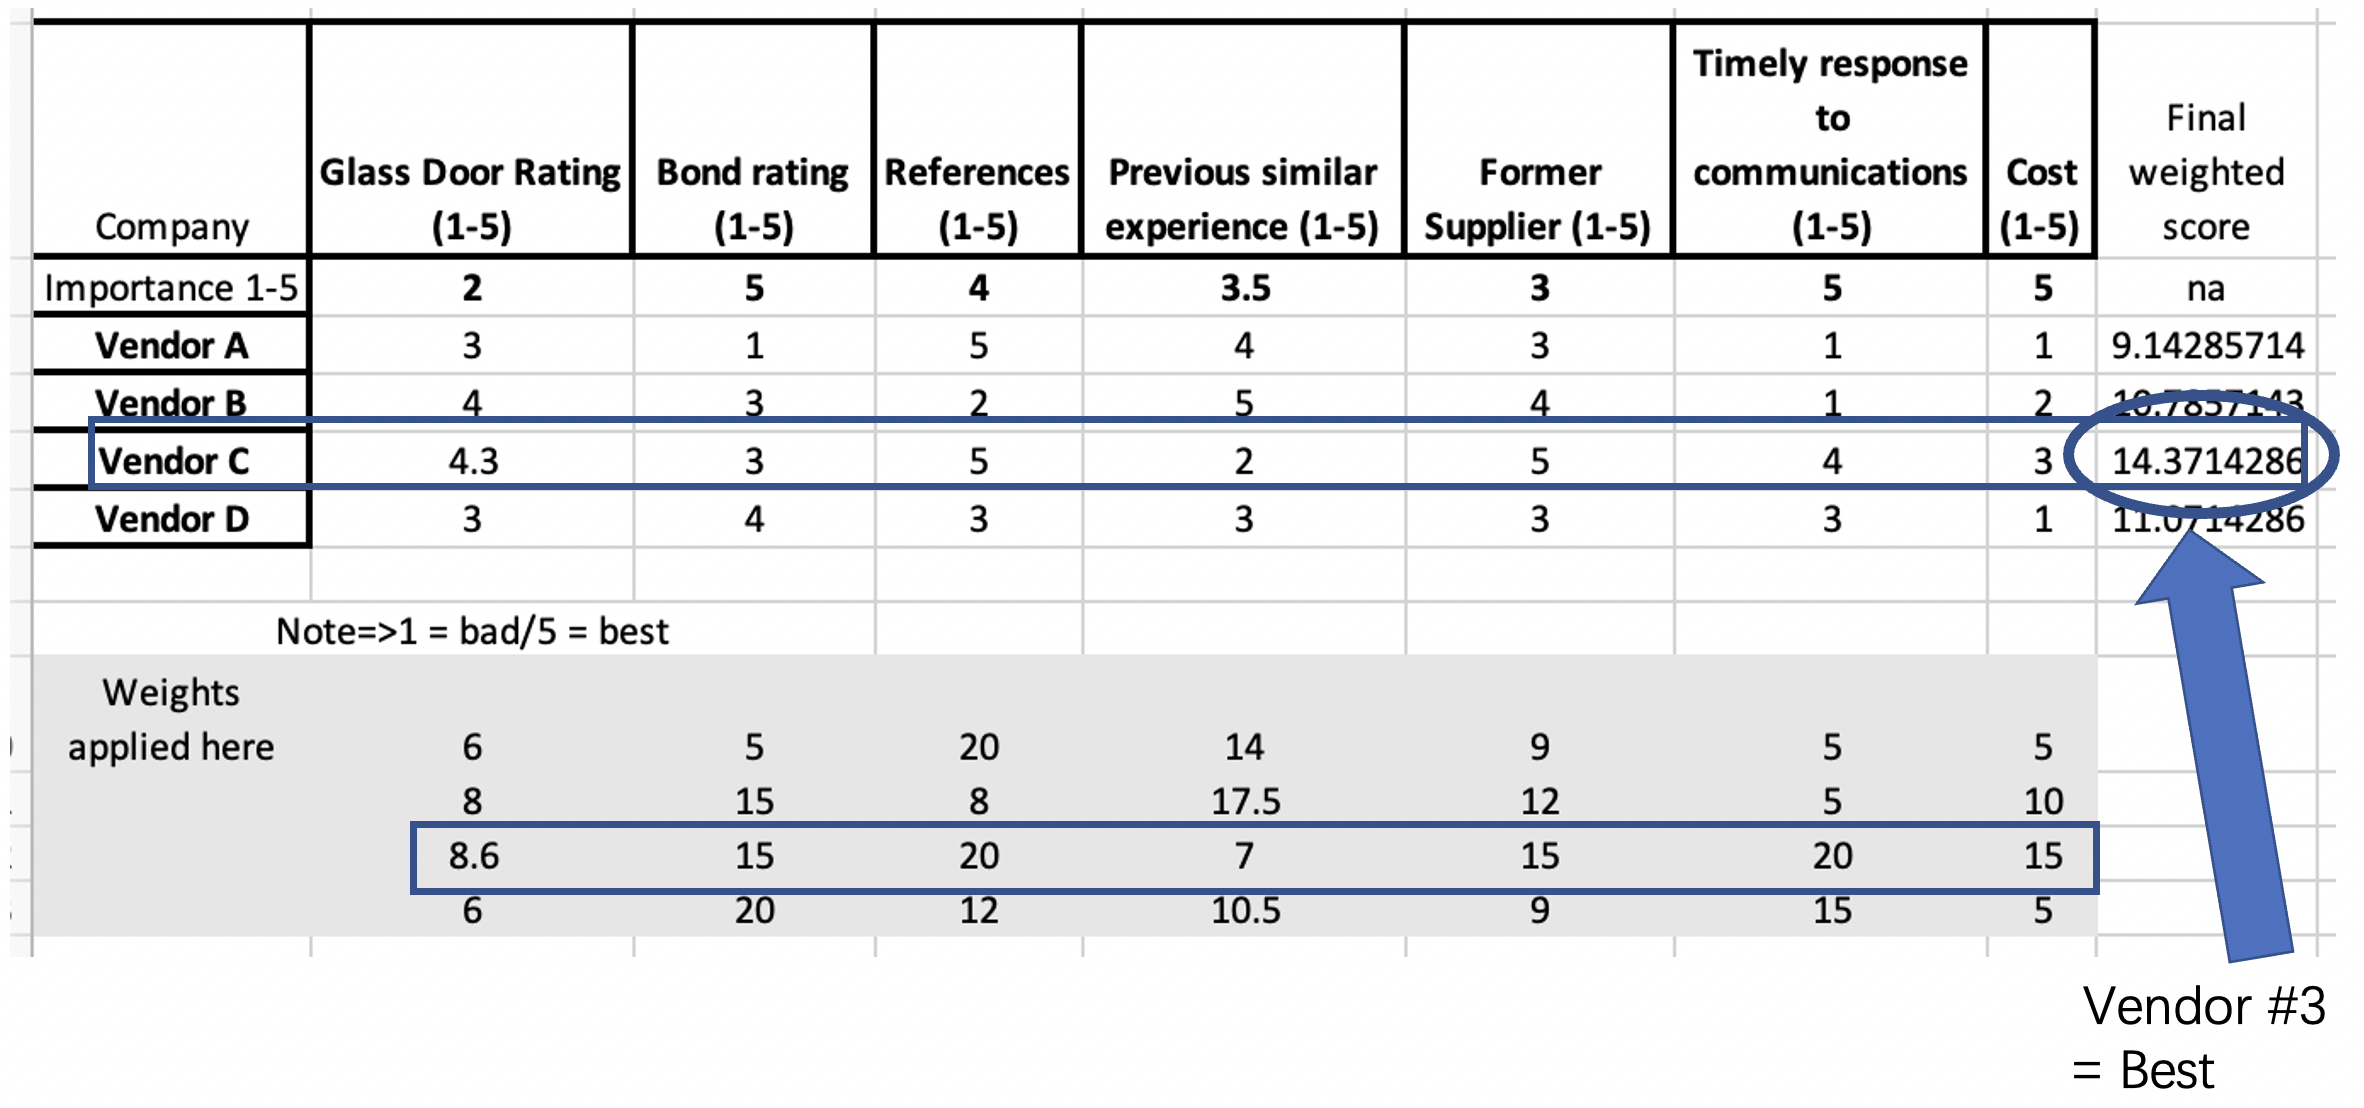 Company Glass Door Rating (1-5) Bond rating (1-5) References (1-5) Previous similar experience (1-5) Former Supplier (1-5) Timely response to communications (1-5) Cost (1-5) Final weighted score
Importance 1-5 2 5 4 3.5 3 5 5 na
Vendor A 3 1 5 4 3 1 1 9.14285714
Vendor B 4 3 2 5 4 1 2 10.7857143
Vendor C 4.3 3 5 2 5 4 3 14.3714286
Vendor D 3 4 3 3 3 3 1 11.0714286
Note=>1 = bad/5 = best
Weights
applied here 6 5 20 14 9 5 5
8 15 8 17.5 12 5 10
8.6 15 20 7 15 20 15
6 20 12 10.5 9 15 5
Vendor #3
= Best